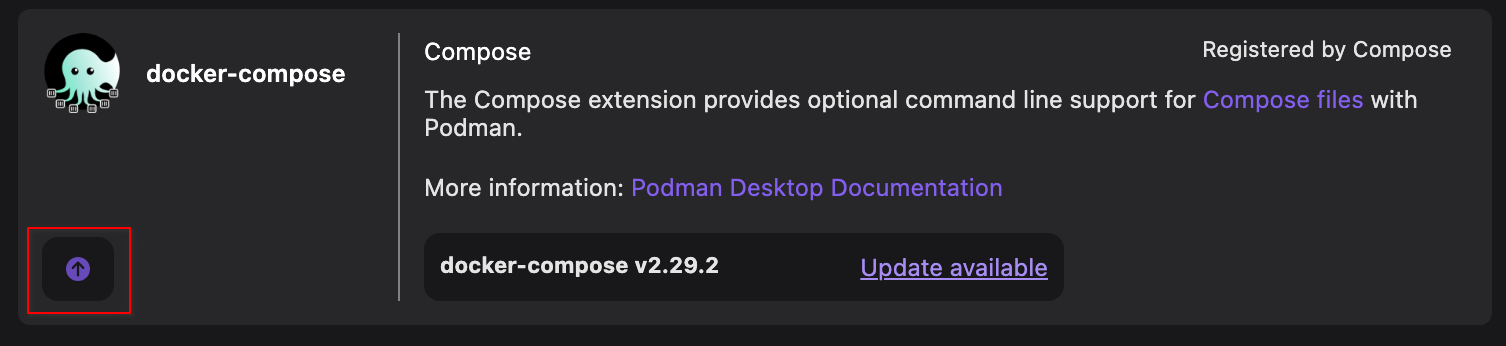 docker-compose
Compose
Registered by Compose
The Compose extension provides optional command line support for Compose files with
Podman.
More information: Podman Desktop Documentation
docker-compose v2.29.2
Update available